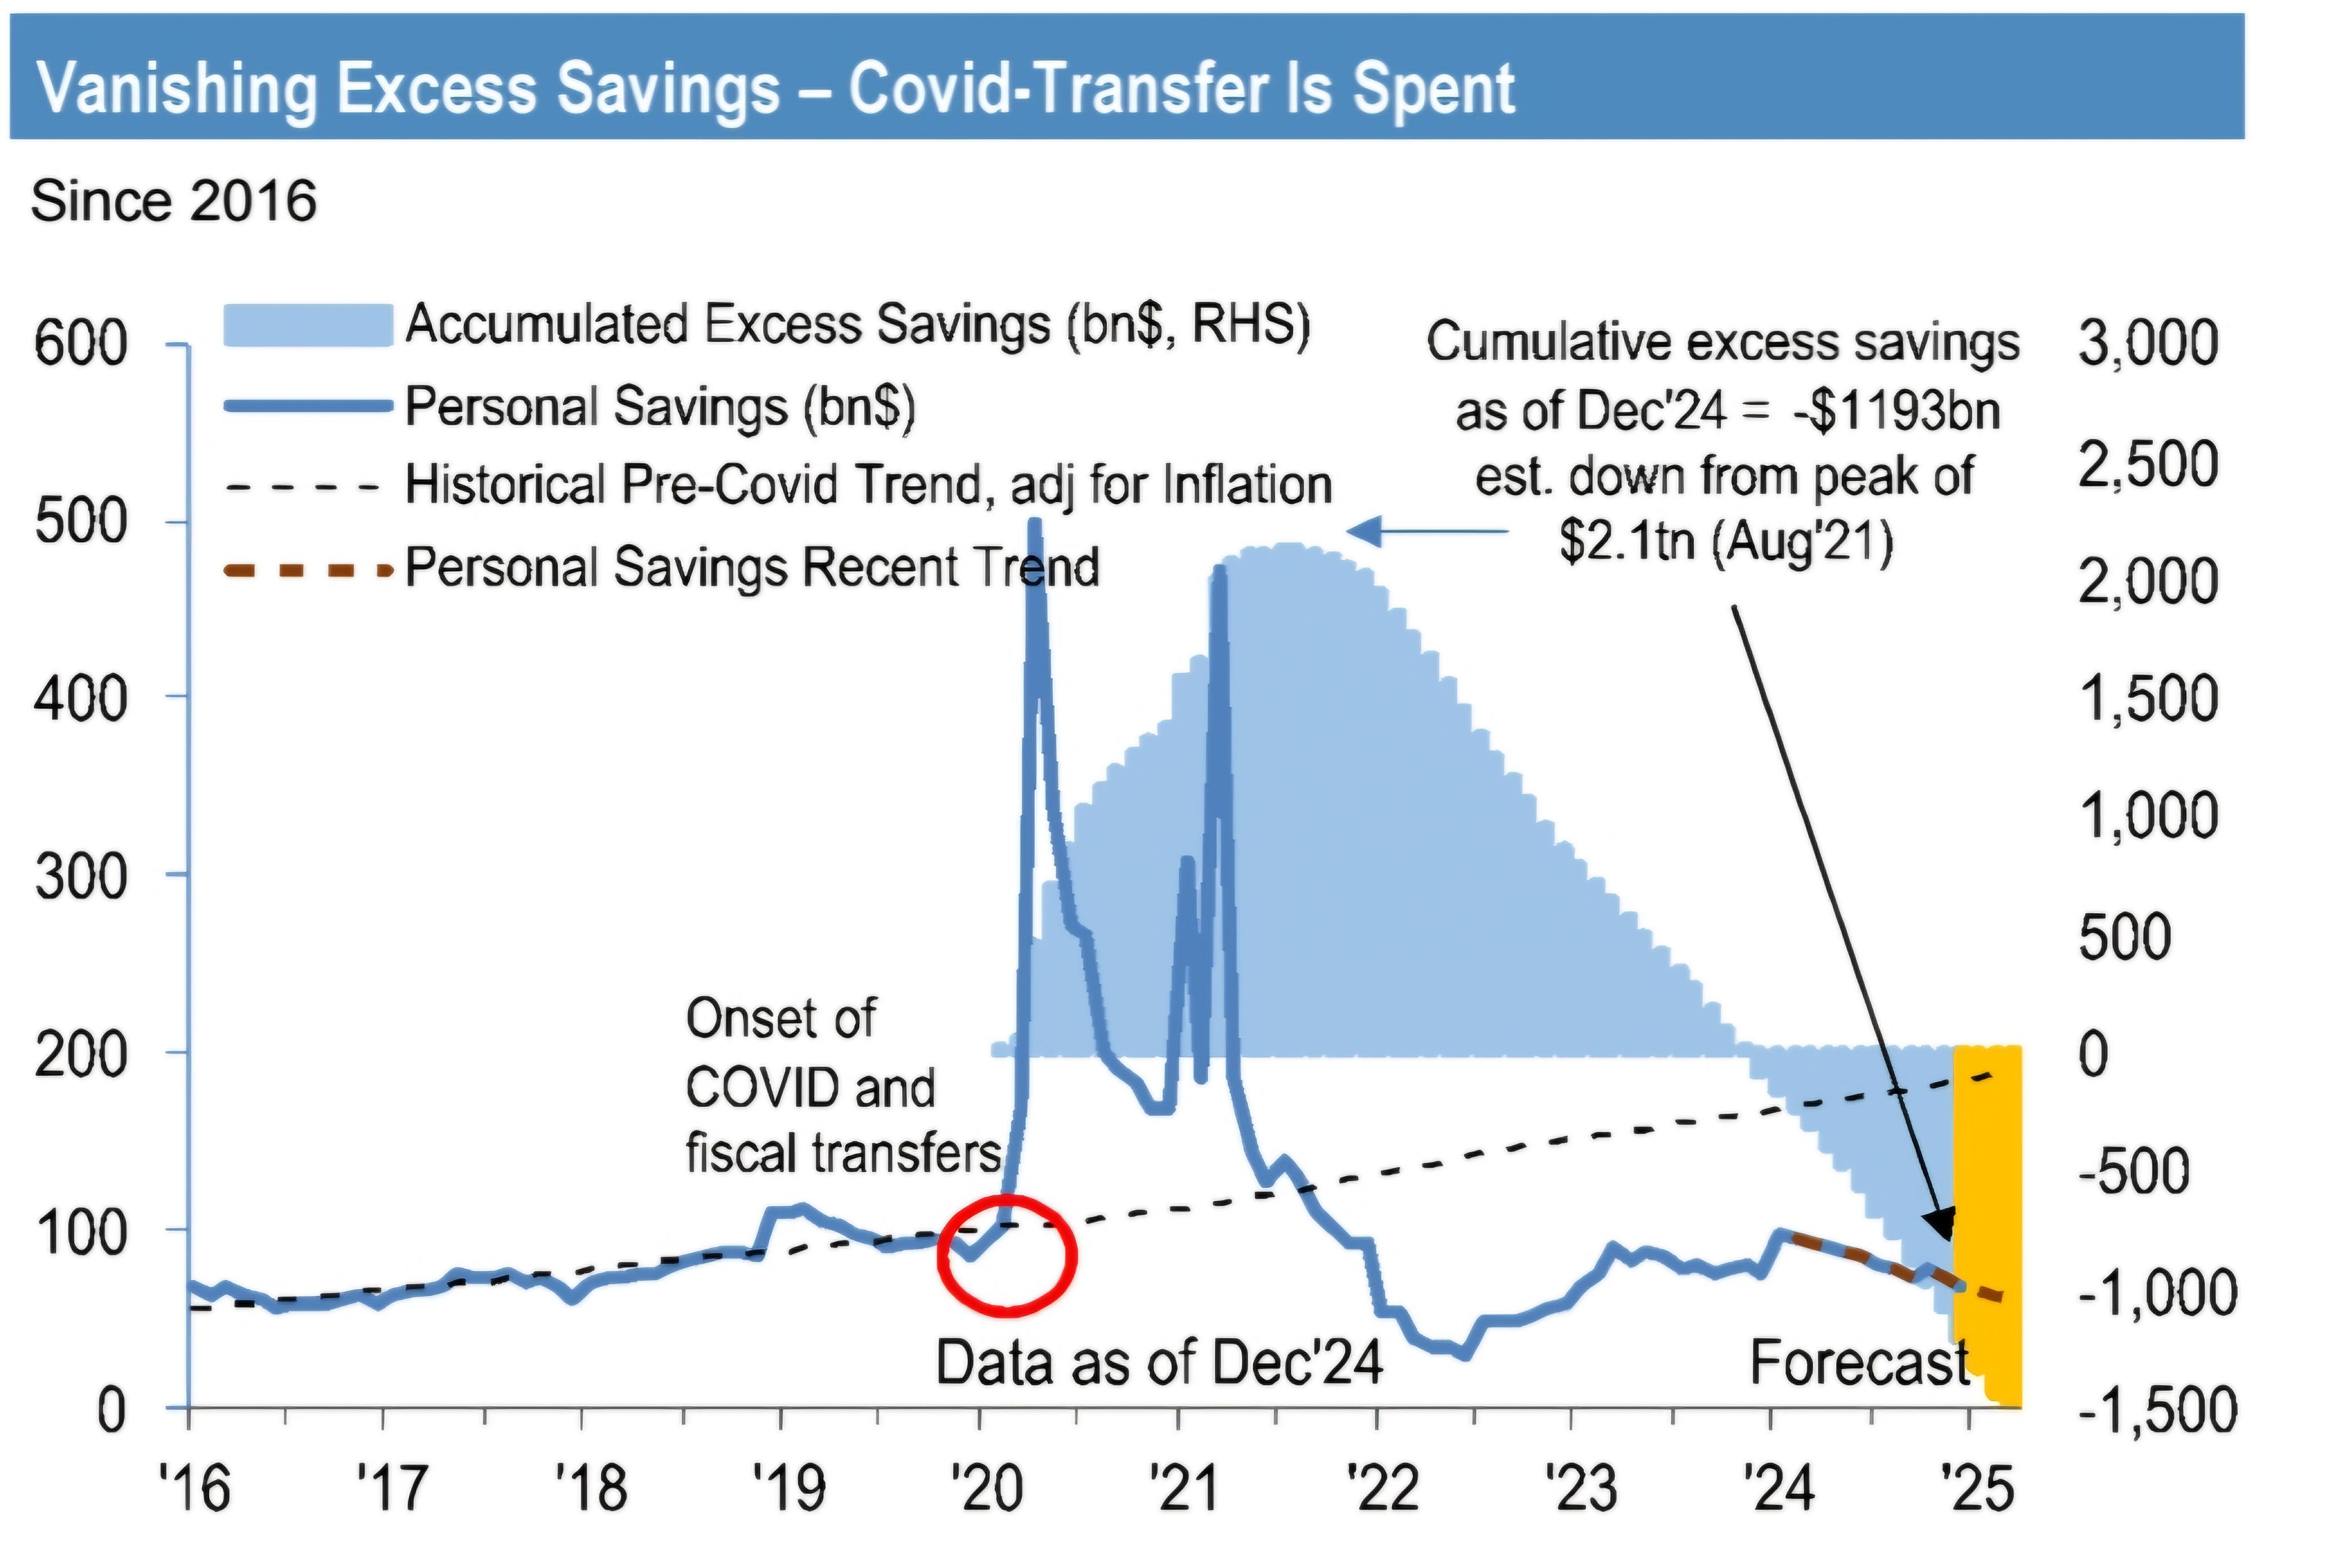 Vanishing Excess Savings – Covid-Transfer Is Spent
Since 2016
Accumulated Excess Savings (bn$, RHS)
Personal Savings (bn$)
Historical Pre-Covid Trend, adj for Inflation
Personal Savings Recent Trend
Cumulative excess savings
as of Dec'24 = -$1193bn
est. down from peak of
$2.1tn (Aug'21)
600
500
400
300
200
100
0
3,000
2,500
2,000
1,500
1,000
500
0
-500
-1,000
-1,500
Onset of
COVID and
fiscal transfers
Data as of Dec'24
Forecast
'16 '17 '18 '19 '20 '21 '22 '23 '24 '25